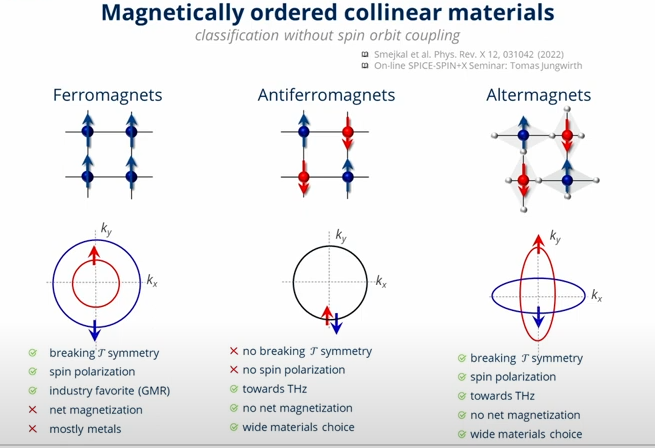 Magnetically ordered collinear materials
classification without spin orbit coupling
Smejkal et al. Phys. Rev. X 12, 031042 (2022)
On-line SPICE-SPIN+X Seminar: Tomas Jungwirth
Ferromagnets
Antiferromagnets
Altermagnets
k_y
k_x
k_y
k_x
k_y
k_x
breaking 𝒯 symmetry
spin polarization
industry favorite (GMR)
net magnetization
mostly metals
no breaking 𝒯 symmetry
no spin polarization
towards THz
no net magnetization
wide materials choice
breaking 𝒯 symmetry
spin polarization
towards THz
no net magnetization
wide materials choice